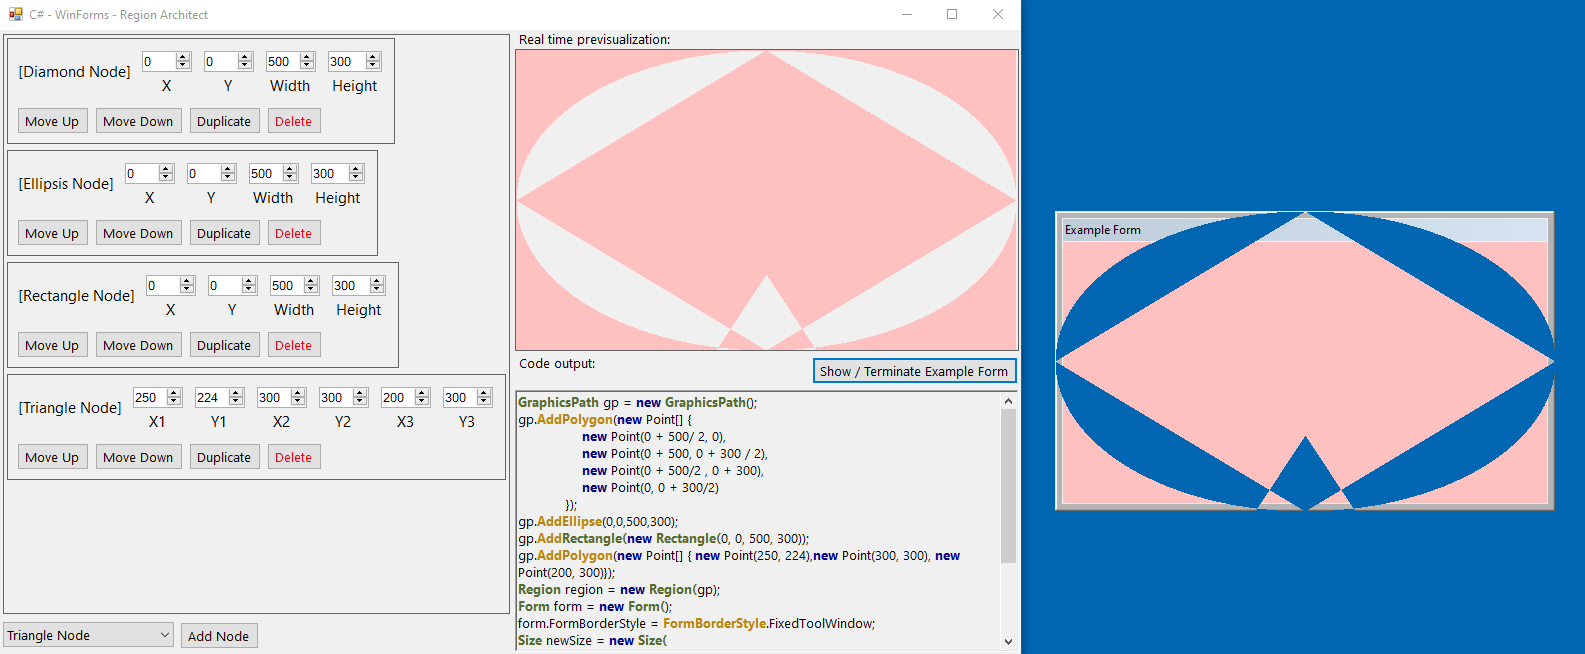 C# - WinForms - Region Architect
[Diamond Node] 0 0 500 300
X Y Width Height
Move Up Move Down Duplicate Delete
[Ellipsis Node] 0 0 500 300
X Y Width Height
Move Up Move Down Duplicate Delete
[Rectangle Node] 0 0 500 300
X Y Width Height
Move Up Move Down Duplicate Delete
[Triangle Node] 250 224 300 300 200 300
X1 Y1 X2 Y2 X3 Y3
Move Up Move Down Duplicate Delete
Triangle Node Add Node
Real time previsualization:
Code output:
Show / Terminate Example Form
GraphicsPath gp = new GraphicsPath();
gp.AddPolygon(new Point[] {
new Point(0 + 500/ 2, 0),
new Point(0 + 500, 0 + 300 / 2),
new Point(0 + 500/2 , 0 + 300),
new Point(0, 0 + 300/2)
});
gp.AddEllipse(0,0,500,300);
gp.AddRectangle(new Rectangle(0, 0, 500, 300));
gp.AddPolygon(new Point[] { new Point(250, 224),new Point(300, 300), new
Point(200, 300)});
Region region = new Region(gp);
Form form = new Form();
form.FormBorderStyle = FormBorderStyle.FixedToolWindow;
Size newSize = new Size(
Example Form